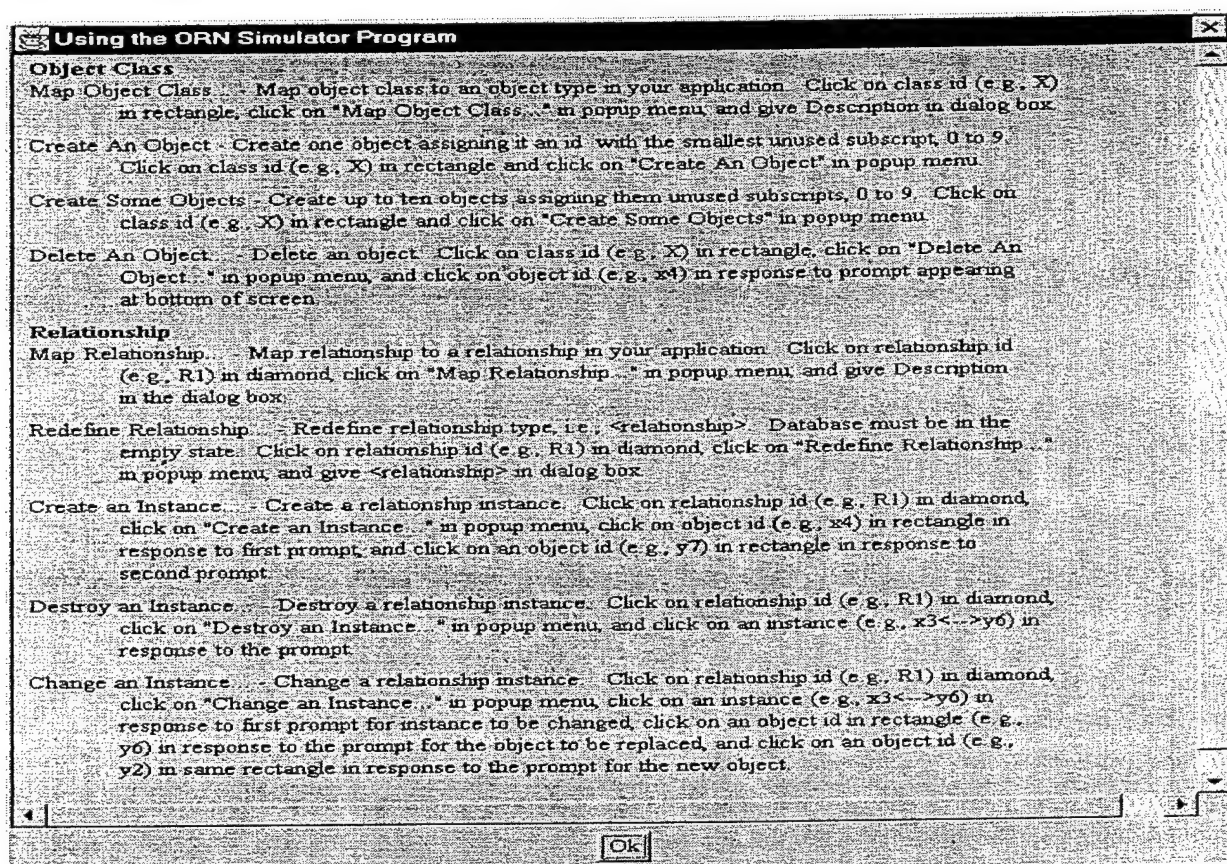 Using the ORN Simulator Program
Object Class
Map Object Class... - Map object class to an object type in your application. Click on class id (e.g., X)
in rectangle, click on "Map Object Class..." in popup menu, and give Description in dialog box.
Create An Object - Create one object assigning it an id with the smallest unused subscript, 0 to 9.
Click on class id (e.g., X) in rectangle and click on "Create An Object" in popup menu.
Create Some Objects - Create up to ten objects assigning them unused subscripts, 0 to 9. Click on
class id (e.g., X) in rectangle and click on "Create Some Objects" in popup menu.
Delete An Object... - Delete an object. Click on class id (e.g., X) in rectangle, click on "Delete An
Object..." in popup menu, and click on object id (e.g., x4) in response to prompt appearing
at bottom of screen.
Relationship
Map Relationship... - Map relationship to a relationship in your application. Click on relationship id
(e.g., R1) in diamond, click on "Map Relationship..." in popup menu, and give Description
in the dialog box.
Redefine Relationship... - Redefine relationship type, i.e., <relationship>. Database must be in the
empty state. Click on relationship id (e.g., R1) in diamond, click on "Redefine Relationship..."
in popup menu, and give <relationship> in dialog box.
Create an Instance... - Create a relationship instance. Click on relationship id (e.g., R1) in diamond,
click on "Create an Instance..." in popup menu, click on object id (e.g., x4) in rectangle in
response to first prompt, and click on an object id (e.g., y7) in rectangle in response to
second prompt.
Destroy an Instance... - Destroy a relationship instance. Click on relationship id (e.g., R1) in diamond,
click on "Destroy an Instance..." in popup menu, and click on an instance (e.g., x3<-->y6) in
response to the prompt.
Change an Instance... - Change a relationship instance. Click on relationship id (e.g., R1) in diamond,
click on "Change an Instance..." in popup menu, click on an instance (e.g., x3<-->y6) in
response to first prompt for instance to be changed, click on an object id in rectangle (e.g.,
y6) in response to the prompt for the object to be replaced, and click on an object id (e.g.,
y2) in same rectangle in response to the prompt for the new object.
Ok